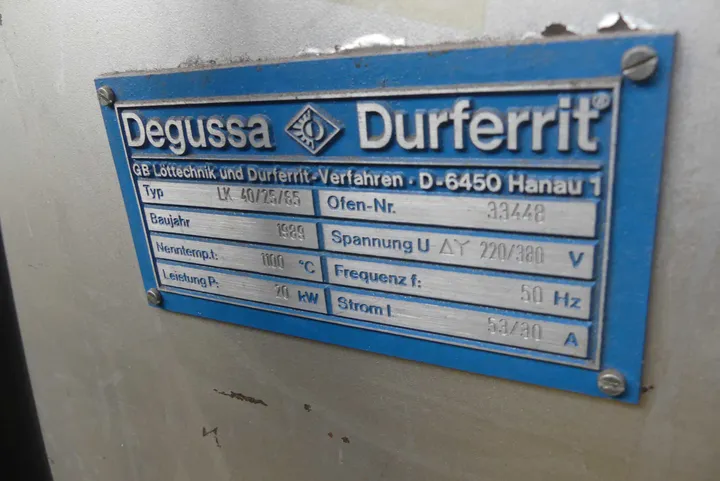 Degussa Durferrit®
GB Löttechnik und Durferrit-Verfahren · D-6450 Hanau 1
Typ LK 40/25/65
Baujahr 1989
Nenntemp.t: 1100 °C
Leistung P: 20 kW
Ofen-Nr. 33448
Spannung U ΔY 220/380 V
Frequenz f: 50 Hz
Strom I 53/30 A